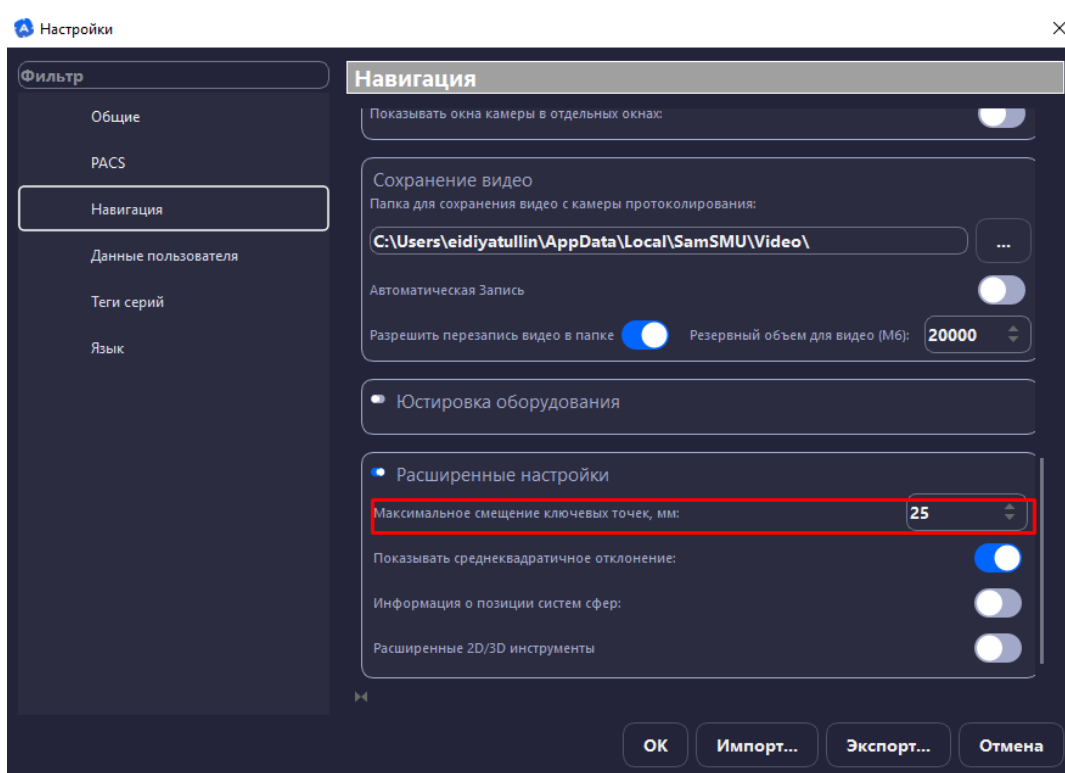 Настройки
Фильтр
Общие
PACS
Навигация
Данные пользователя
Теги серий
Язык
Навигация
Показывать окна камеры в отдельных окнах:
Сохранение видео
Папка для сохранения видео с камеры протоколирования:
C:\Users\eidiyatullin\AppData\Local\SamSMU\Video\
...
Автоматическая Запись
Разрешить перезапись видео в папке Резервный объем для видео (Мб): 20000
Юстировка оборудования
Расширенные настройки
Максимальное смещение ключевых точек, мм: 25
Показывать среднеквадратичное отклонение:
Информация о позиции систем сфер:
Расширенные 2D/3D инструменты
ОК Импорт... Экспорт... Отмена